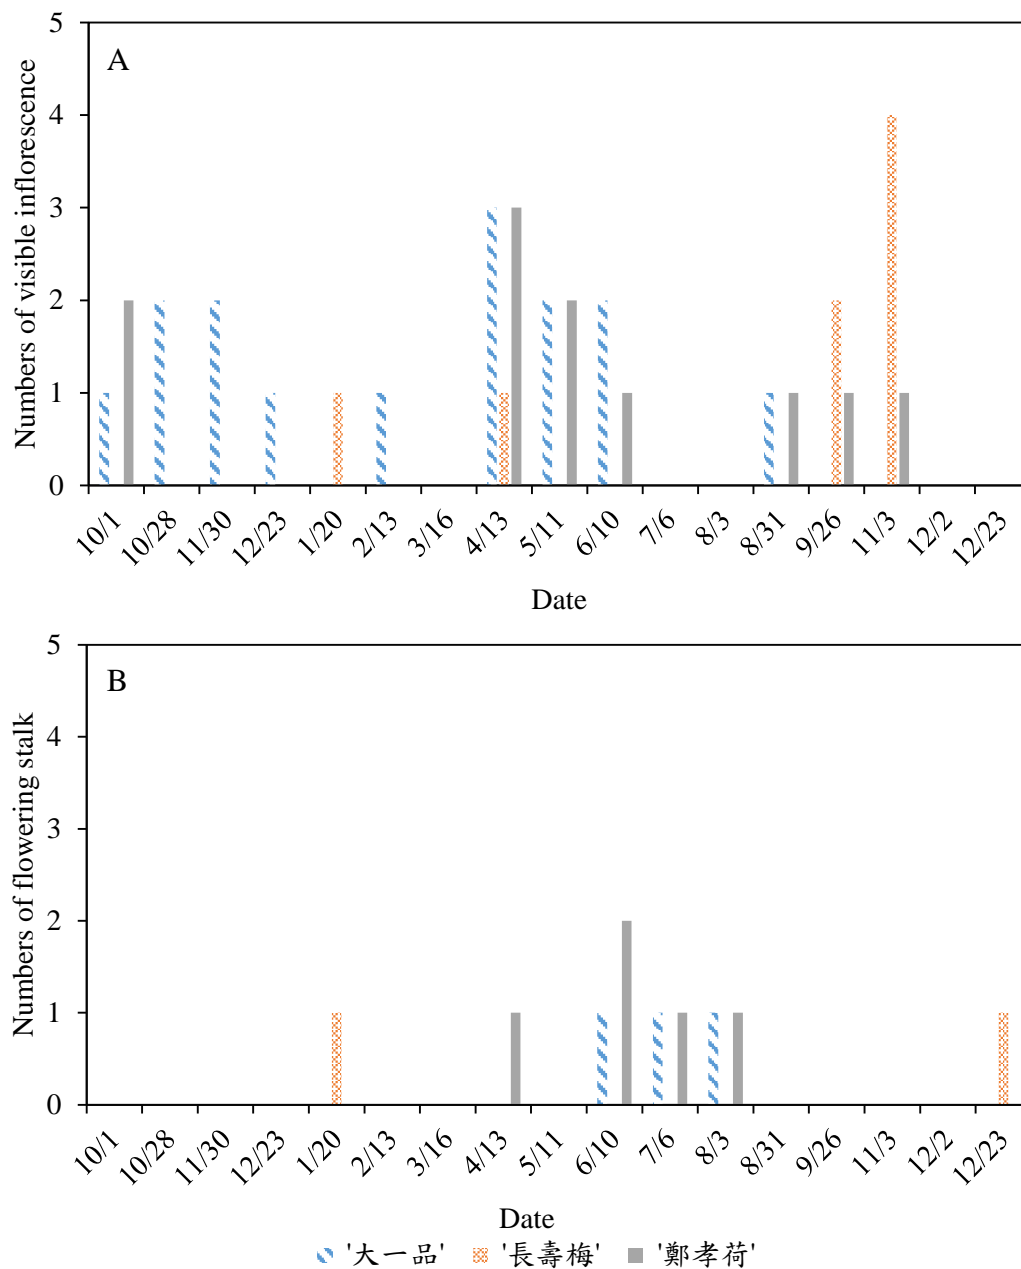 A
Numbers of visible inflorescence
5
4
3
2
1
0
10/1 10/28 11/30 12/23 1/20 2/13 3/16 4/13 5/11 6/10 7/6 8/3 8/31 9/26 11/3 12/2 12/23
Date
B
Numbers of flowering stalk
5
4
3
2
1
0
10/1 10/28 11/30 12/23 1/20 2/13 3/16 4/13 5/11 6/10 7/6 8/3 8/31 9/26 11/3 12/2 12/23
Date
'大一品' '長壽梅' '鄭孝荷'